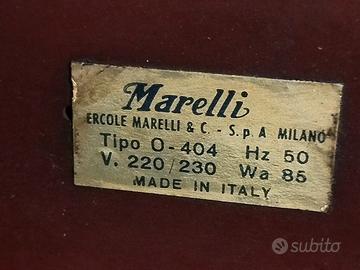 Marelli
ERCOLE MARELLI & C. - S.p.A MILANO
Tipo O-404 Hz 50
V. 220/230 Wa 85
MADE IN ITALY
subito